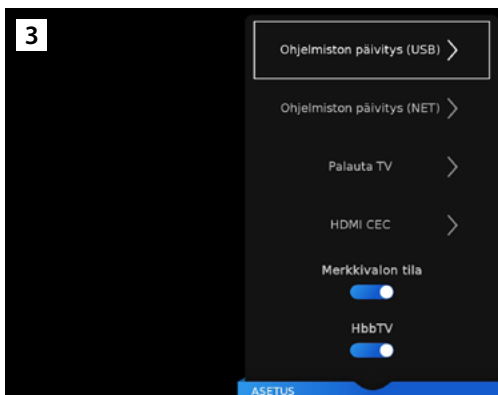 3
Ohjelmiston päivitys (USB)
Ohjelmiston päivitys (NET)
Palauta TV
HDMI CEC
Merkkivalon tila
HbbTV
ASETUS